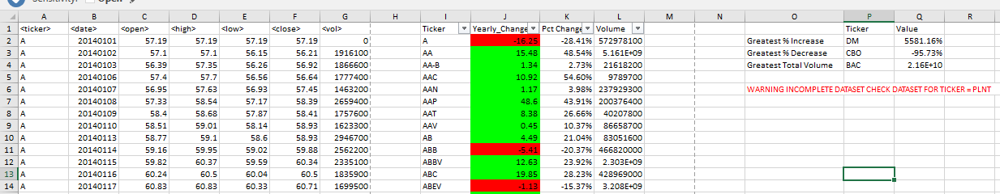 Sensitivity: Open
A B C D E F G H I J K L M N O P Q R
1 <ticker> <date> <open> <high> <low> <close> <vol> Ticker Yearly_Change Pct Change Volume Ticker Value
2 A 20140101 57.19 57.19 57.19 57.19 0 A -16.25 -28.41% 572978100 Greatest % Increase DM 5581.16%
3 A 20140102 57.1 57.1 56.15 56.21 1916100 AA 15.48 48.54% 5.161E+09 Greatest % Decrease CBO -95.73%
4 A 20140103 56.39 57.35 56.26 56.92 1866600 AA-B 1.34 2.73% 21618200 Greatest Total Volume BAC 2.16E+10
5 A 20140106 57.4 57.7 56.56 56.64 1777400 AAC 10.92 54.60% 9789700
6 A 20140107 56.95 57.63 56.93 57.45 1463200 AAN 1.17 3.98% 237929300 WARNING INCOMPLETE DATASET CHECK DATASET FOR TICKER = PLNT
7 A 20140108 57.33 58.54 57.17 58.39 2659400 AAP 48.6 43.91% 200376400
8 A 20140109 58.4 58.68 57.87 58.41 1757600 AAT 8.38 26.66% 40207800
9 A 20140110 58.51 59.01 58.14 58.93 1623300 AAV 0.45 10.37% 86658700
10 A 20140113 58.77 59.1 58.6 58.93 2946700 AB 4.49 21.04% 83051600
11 A 20140114 59.16 59.95 59.02 59.88 2562200 ABB -5.41 -20.37% 466820000
12 A 20140115 59.82 60.37 59.59 60.34 2335100 ABBV 12.63 23.92% 2.303E+09
13 A 20140116 60.24 60.5 60.04 60.5 1835900 ABC 19.85 28.23% 428969000
14 A 20140117 60.83 60.83 60.33 60.71 1699500 ABEV -1.13 -15.37% 3.208E+09